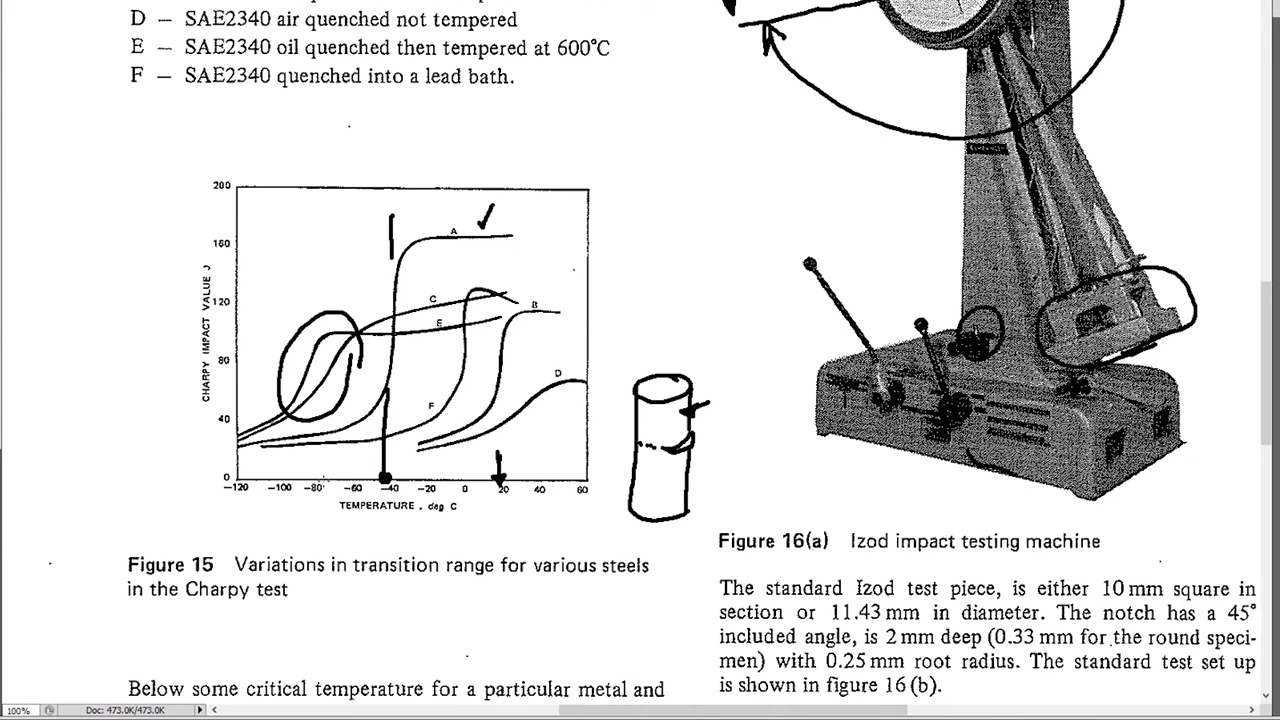 D – SAE2340 air quenched not tempered
E – SAE2340 oil quenched then tempered at 600°C
F – SAE2340 quenched into a lead bath.
200
160
120
80
40
0
CHARPY IMPACT VALUE J
A
C
B
E
D
F
-120 -100 -80 -60 -40 -20 0 20 40 60
TEMPERATURE , deg C
Figure 15 Variations in transition range for various steels
in the Charpy test
Below some critical temperature for a particular metal and
Figure 16(a) Izod impact testing machine
The standard Izod test piece, is either 10 mm square in
section or 11.43 mm in diameter. The notch has a 45°
included angle, is 2 mm deep (0.33 mm for the round speci-
men) with 0.25 mm root radius. The standard test set up
is shown in figure 16 (b).
100% Doc: 473.0K/473.0K